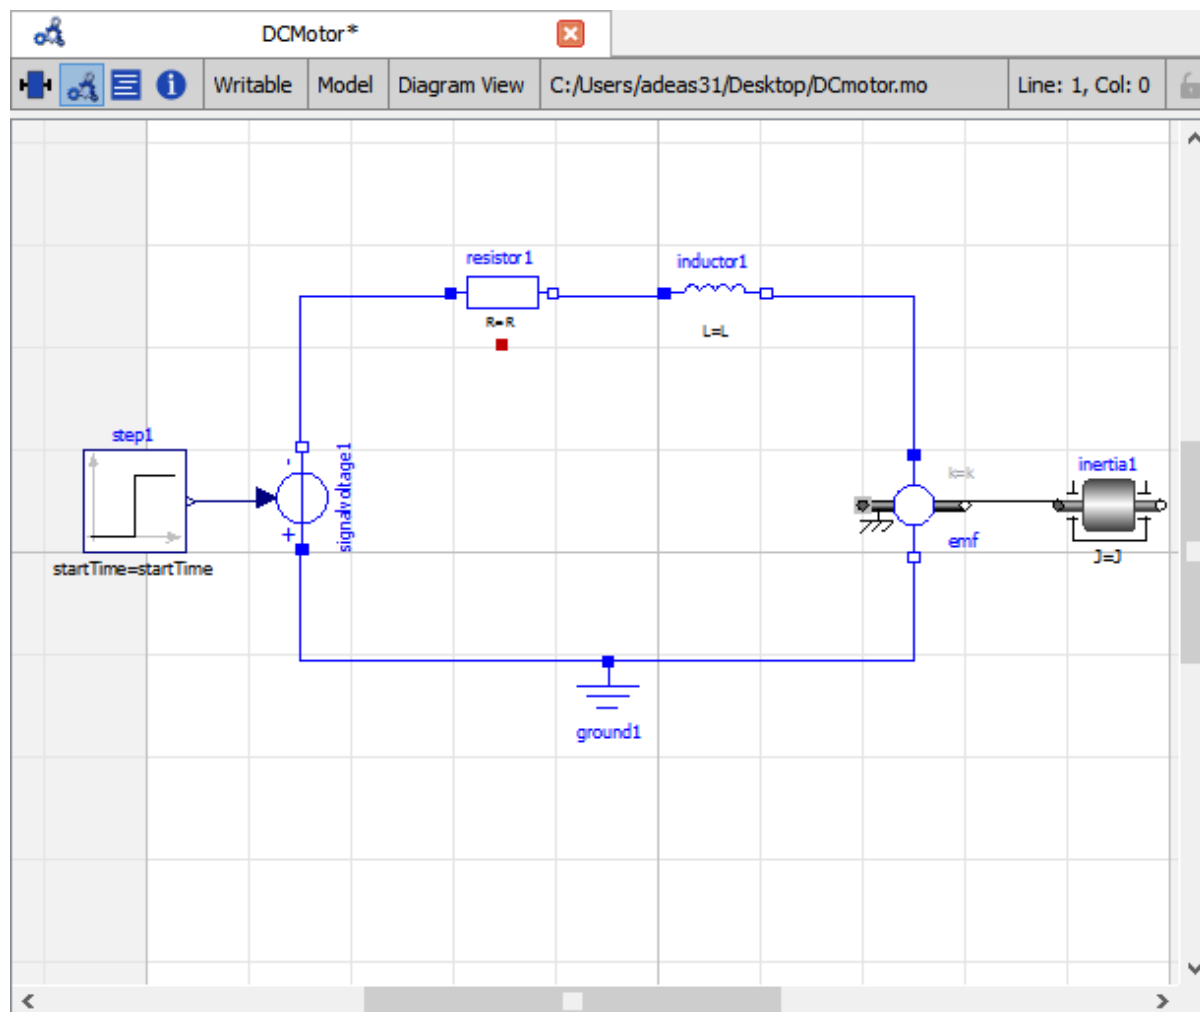 DCMotor*
Writable
Model
Diagram View
C:/Users/adeas31/Desktop/DCmotor.mo
Line: 1, Col: 0
resistor1
R=R
inductor1
L=L
step1
startTime=startTime
-
+
signalvoltage1
k=k
emf
inertia1
J=J
ground1